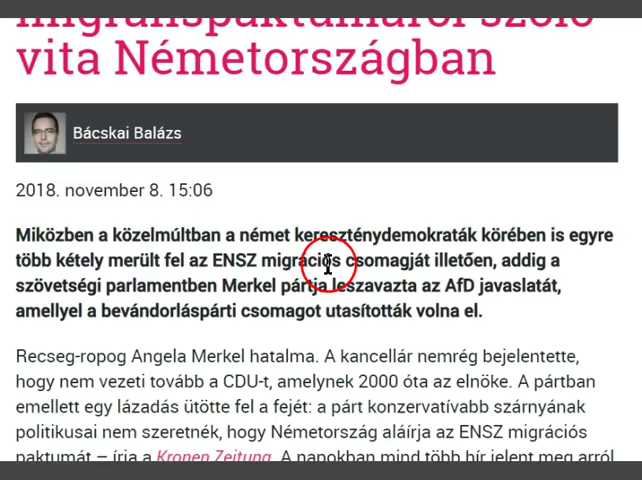 migránspaktumáról szóló
vita Németországban
Bácskai Balázs
2018. november 8. 15:06
Miközben a közelmúltban a német kereszténydemokraták körében is egyre
több kétely merült fel az ENSZ migrációs csomagját illetően, addig a
szövetségi parlamentben Merkel pártja leszavazta az AfD javaslatát,
amellyel a bevándorláspárti csomagot utasították volna el.
Recseg-ropog Angela Merkel hatalma. A kancellár nemrég bejelentette,
hogy nem vezeti tovább a CDU-t, amelynek 2000 óta az elnöke. A pártban
emellett egy lázadás ütötte fel a fejét: a párt konzervatívabb szárnyának
politikusai nem szeretnék, hogy Németország aláírja az ENSZ migrációs
paktumát – írja a Kronen Zeitung. A napokban mind több hír jelent meg arról